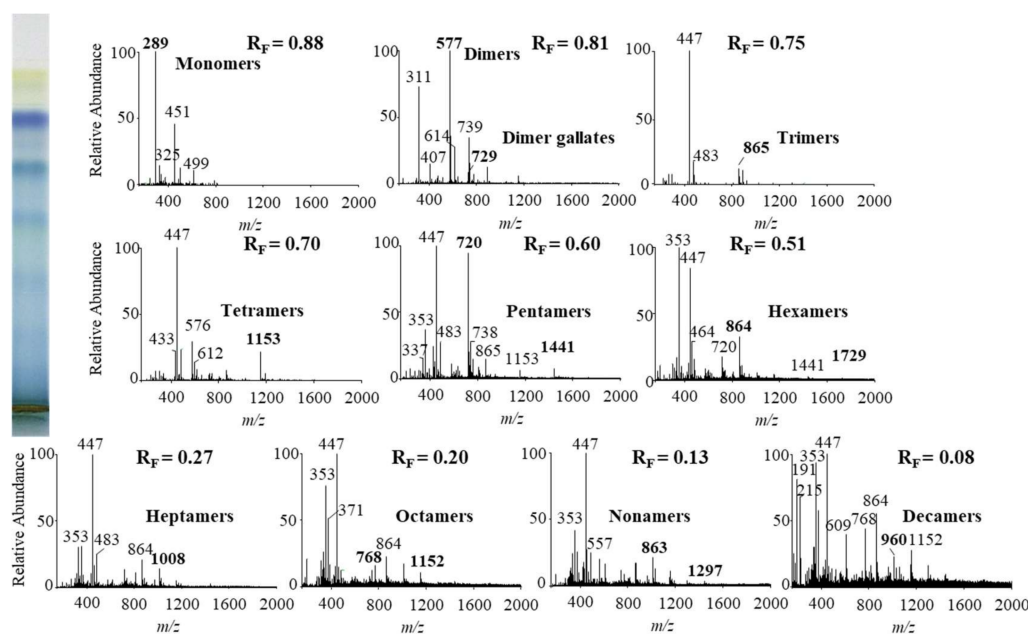 R_F = 0.88
Monomers
289
451
325
499
Relative Abundance
100
50
0
400 800 1200 1600 2000
m/z
R_F = 0.81
Dimers
Dimer gallates
577
311
614
739
407
729
100
50
0
400 800 1200 1600 2000
m/z
R_F = 0.75
447
483
865
Trimers
100
50
0
400 800 1200 1600 2000
m/z
R_F = 0.70
447
Tetramers
576
433
612
1153
Relative Abundance
100
50
0
400 800 1200 1600 2000
m/z
R_F = 0.60
447
720
Pentamers
353
483
738
337
865
1153
1441
100
50
0
400 800 1200 1600 2000
m/z
R_F = 0.51
353
447
Hexamers
464
864
720
1441
1729
100
50
0
400 800 1200 1600 2000
m/z
R_F = 0.27
447
Heptamers
353
483
864
1008
Relative Abundance
100
50
0
400 800 1200 1600 2000
m/z
R_F = 0.20
447
353
371
Octamers
768
864
1152
100
50
0
400 800 1200 1600 2000
m/z
R_F = 0.13
447
353
Nonamers
557
863
1297
100
50
0
400 800 1200 1600 2000
m/z
R_F = 0.08
447
353
191
215
864
Decamers
609
768
960
1152
100
50
0
400 800 1200 1600 2000
m/z